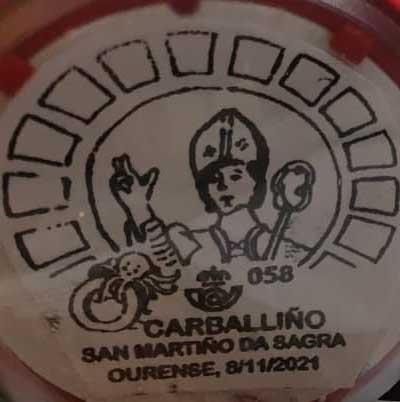 058
CARBALLIÑO
SAN MARTIÑO DA SAGRA
OURENSE, 8/11/2021